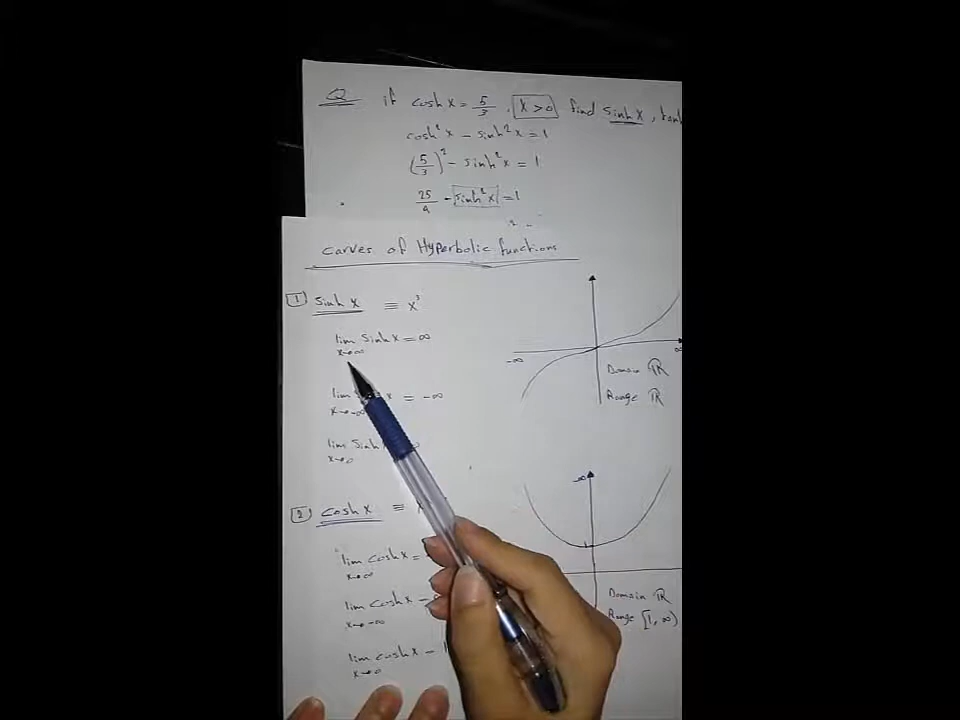 Q if cosh x = 5/3 , x > 0 find sinh x ,
cosh² x - sinh² x = 1
(5/3)² - sinh² x = 1
25/9 - sinh² x = 1
curves of Hyperbolic functions
1 sinh x ≡ x³
lim sinh x = ∞
x→∞
= -∞
x→-∞
lim sinh
x→0
-∞ ∞
Domain ℝ
Range ℝ
2 cosh x ≡
lim cosh x =
x→∞
lim cosh x
x→-∞
lim cosh x
x→0
Domain ℝ
Range [1, ∞)